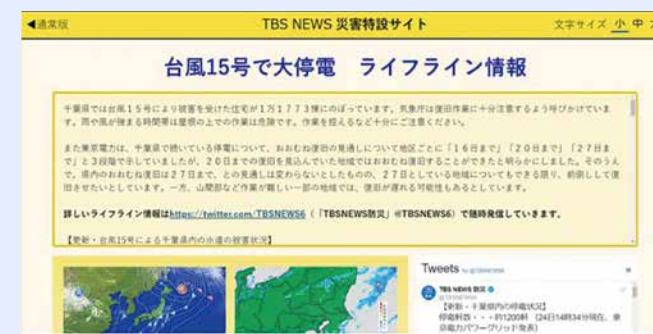 ◀通常版
TBS NEWS 災害特設サイト
文字サイズ 小 中
台風15号で大停電 ライフライン情報
千葉県では台風１５号により被害を受けた住宅が１万１７７３棟にのぼっています。気象庁は復旧作業に十分注意するよう呼びかけていま
す。雨や風が強まる時間帯は屋根の上での作業は危険です。作業を控えるなど十分にご注意ください。
また東京電力は、千葉県で続いている停電について、おおむね復旧の見通しについて地区ごとに「１６日まで」「２０日まで」「２７日ま
で」と３段階で示していましたが、２０日までの復旧を見込んでいた地域ではおおむね復旧することができたと明らかにしました。そのうえ
で、県内のおおむね復旧は２７日まで、との見通しは変わらないとしたものの、２７日としている地域についてもできる限り、前倒しして復
旧させたいとしています。一方、山間部など作業が難しい一部の地域では、復旧が遅れる可能性もあるとしています。
詳しいライフライン情報はhttps://twitter.com/TBSNEWS6（「TBSNEWS防災」@TBSNEWS6）で随時発信していきます。
【更新・台風15号による千葉県内の水道の被害状況】
Tweets by @TBSNEWS6
TBS NEWS 防災
@TBSNEWS6
【更新・千葉県内の停電状況】
停電軒数・・・約1200軒 （24日14時34分現在、東
京電力パワーグリッド発表）